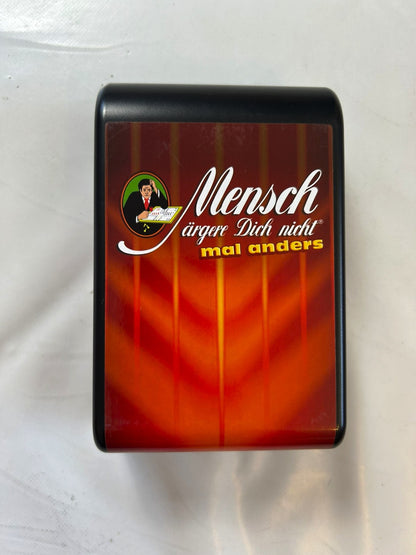 Mensch
ärgere Dich nicht®
mal anders